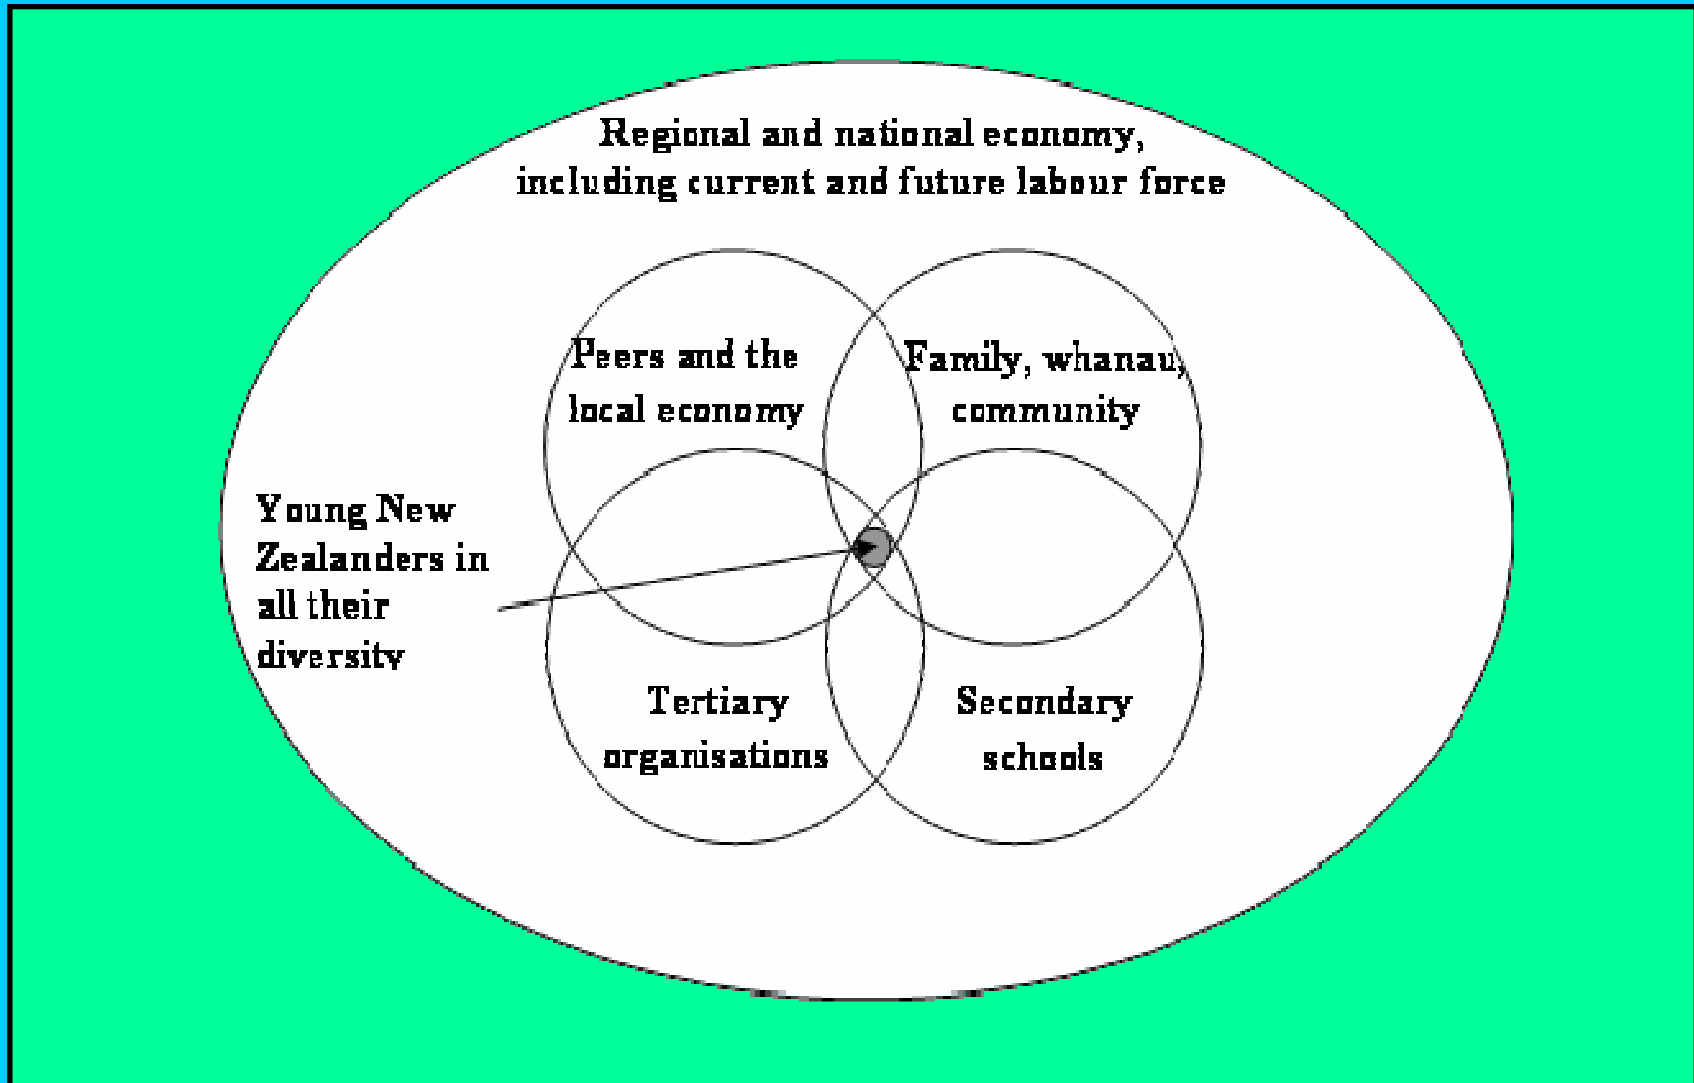 Regional and national economy,
including current and future labour force
Peers and the
local economy
Family, whanau,
community
Young New
Zealanders in
all their
diversity
Tertiary
organisations
Secondary
schools